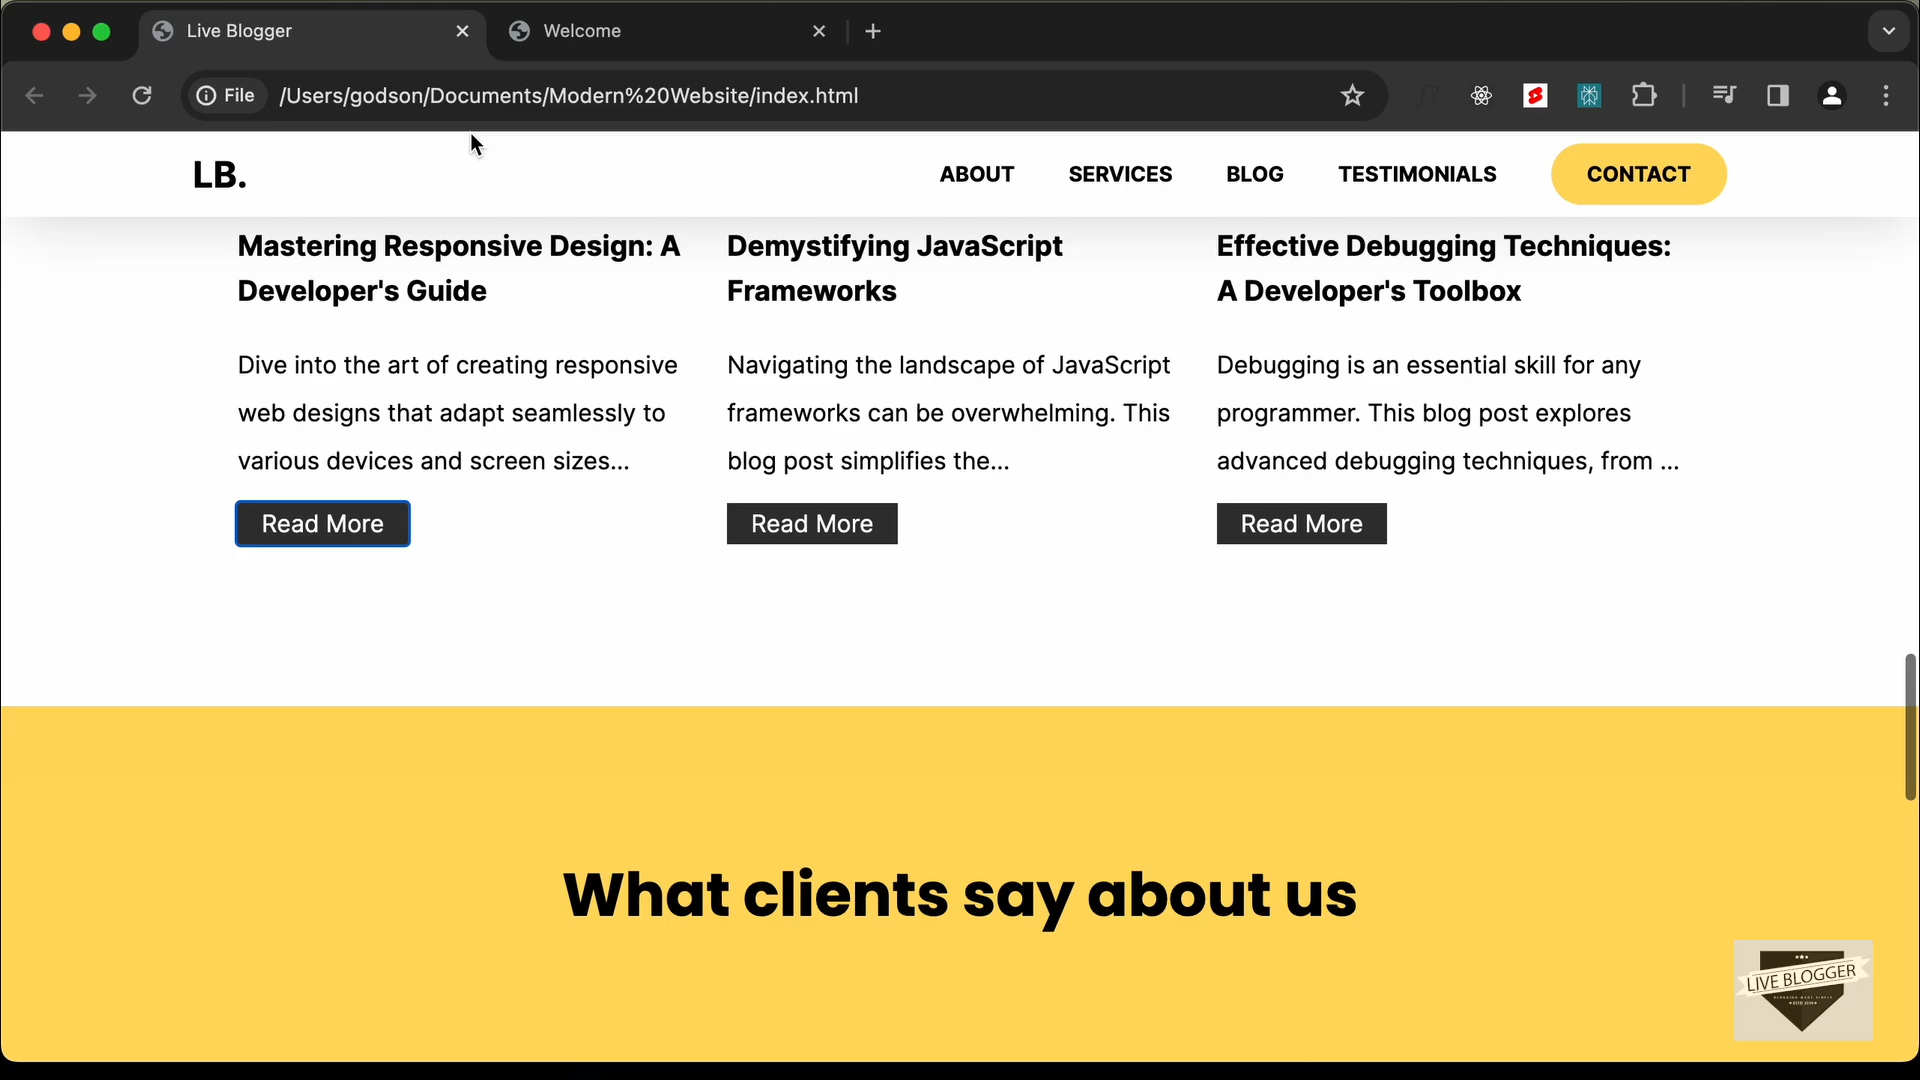 Live Blogger
Welcome
File
/Users/godson/Documents/Modern%20Website/index.html
f?
LB.
ABOUT
SERVICES
BLOG
TESTIMONIALS
CONTACT
Mastering Responsive Design: A
Developer's Guide
Dive into the art of creating responsive
web designs that adapt seamlessly to
various devices and screen sizes...
Read More
Demystifying JavaScript
Frameworks
Navigating the landscape of JavaScript
frameworks can be overwhelming. This
blog post simplifies the...
Read More
Effective Debugging Techniques:
A Developer's Toolbox
Debugging is an essential skill for any
programmer. This blog post explores
advanced debugging techniques, from ...
Read More
What clients say about us
LIVE BLOGGER
BLOGGING MADE SIMPLE